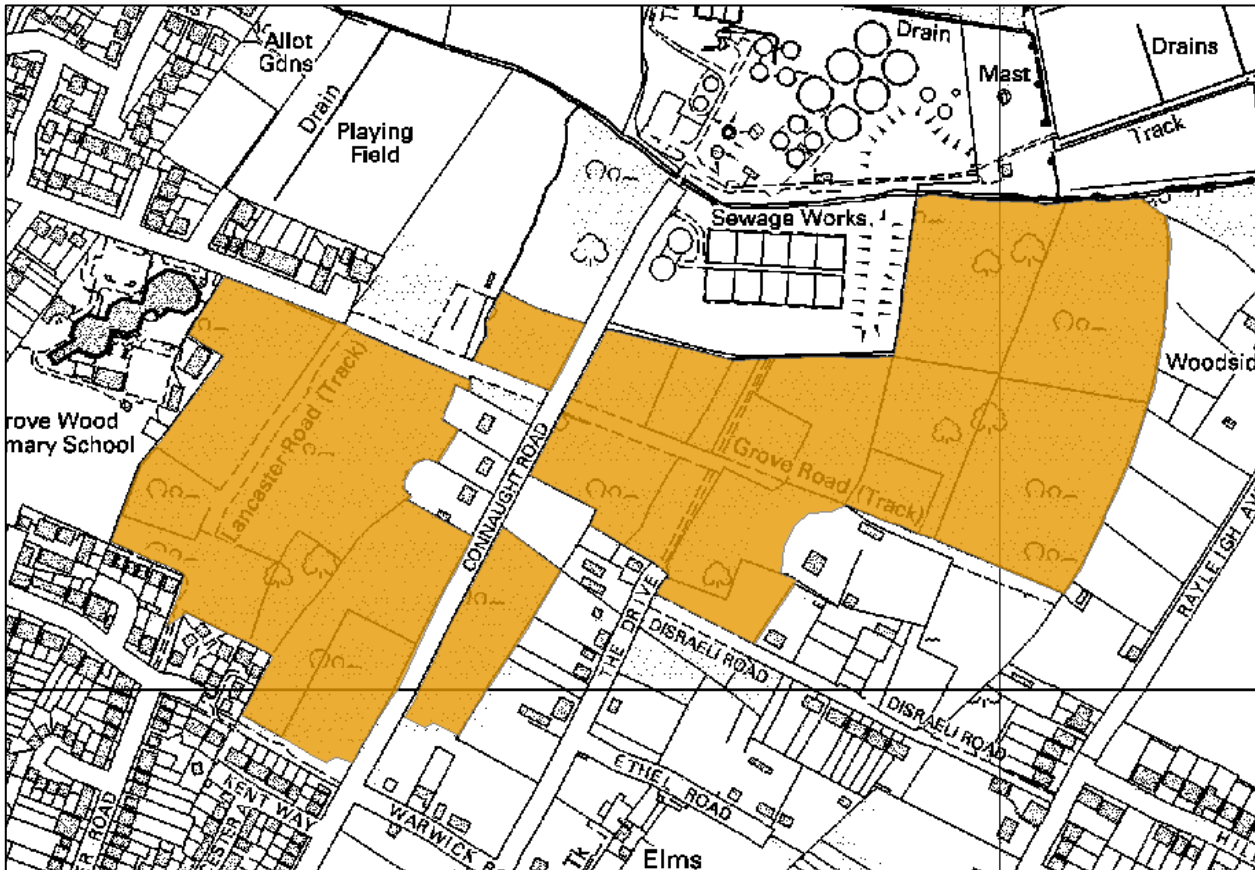 Allot
Gdns
Drain
Playing
Field
Drain
Mast
Drains
Track
Sewage Works
Woodsid
rove Wood
mary School
Lancaster Road (Track)
CONNAUGHT ROAD
Grove Road (Track)
RAYLEIGH AV
THE DRIVE
DISRAELI ROAD
DISRAELI ROAD
KENT WAY
ROAD
WARWICK R
ETHEL ROAD
Tk
Elms
HIL